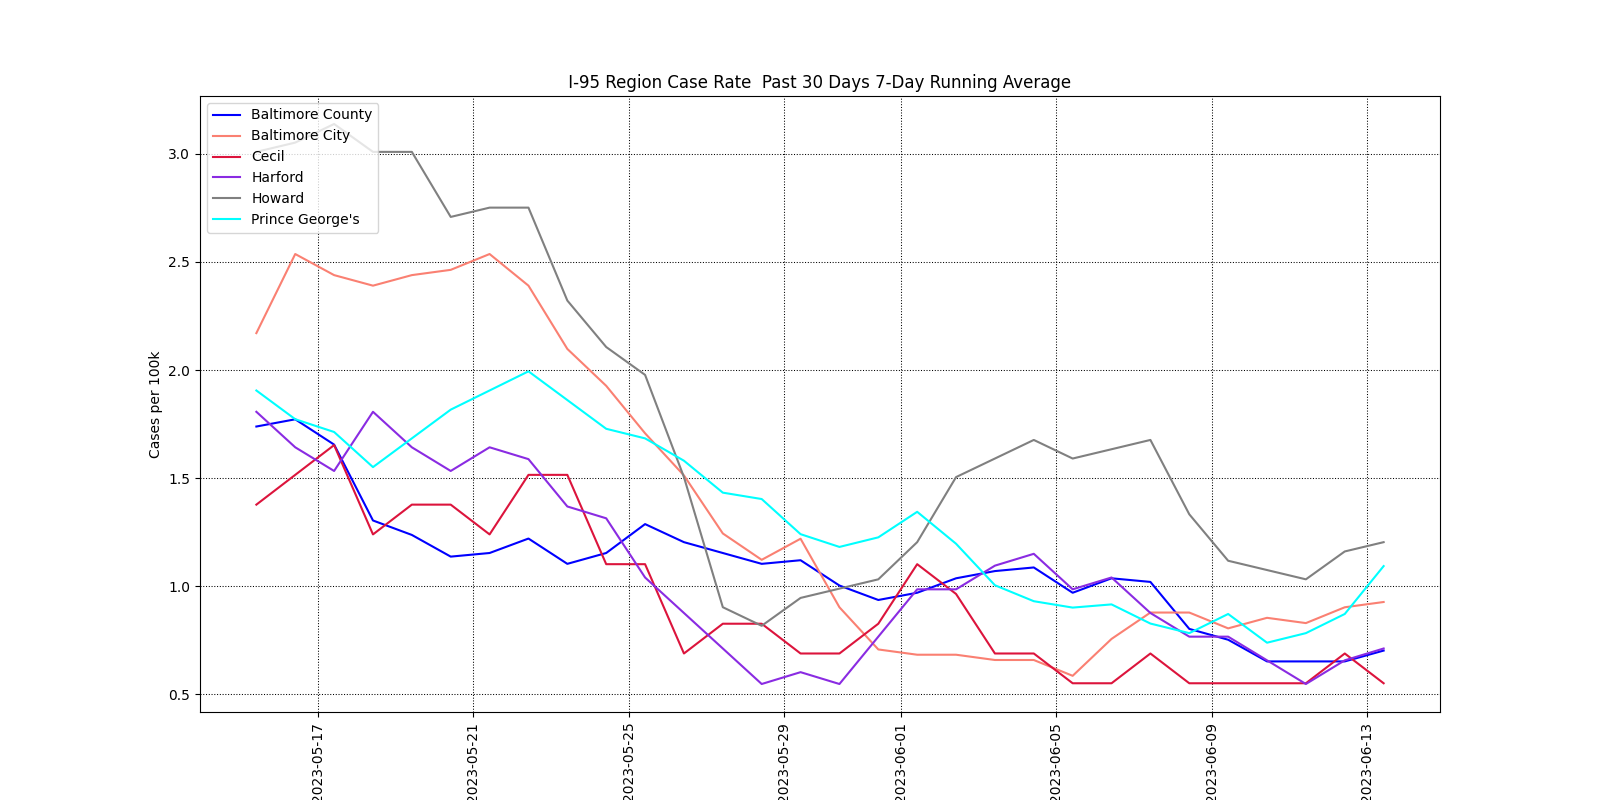 I-95 Region Case Rate  Past 30 Days 7-Day Running Average
Baltimore County
Baltimore City
Cecil
Harford
Howard
Prince George's
3.0
2.5
2.0
1.5
1.0
0.5
Cases per 100k
2023-05-17
2023-05-21
2023-05-25
2023-05-29
2023-06-01
2023-06-05
2023-06-09
2023-06-13